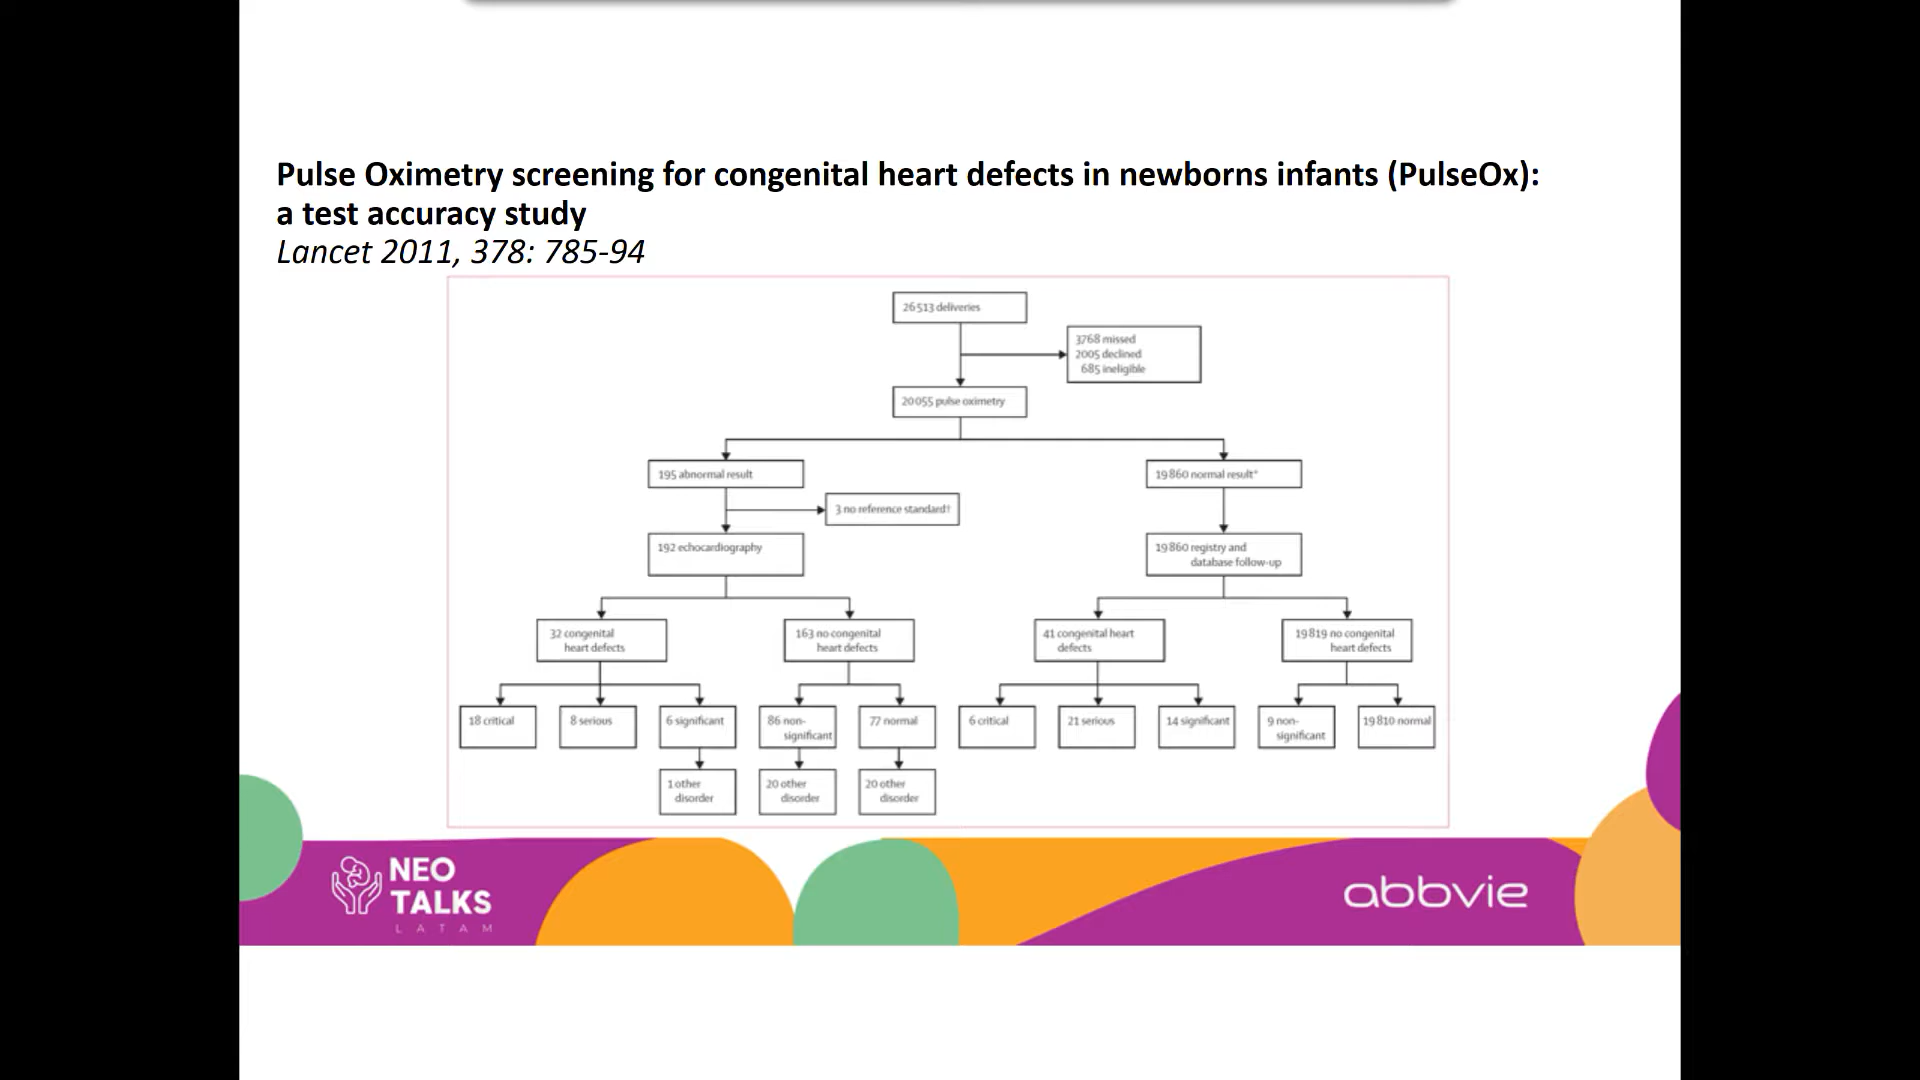 Pulse Oximetry screening for congenital heart defects in newborns infants (PulseOx):
a test accuracy study
Lancet 2011, 378: 785-94
26 513 deliveries
3768 missed
2005 declined
685 ineligible
20 055 pulse oximetry
195 abnormal result
19 860 normal result*
3 no reference standard†
192 echocardiography
19 860 registry and
database follow-up
32 congenital
heart defects
163 no congenital
heart defects
41 congenital heart
defects
19 819 no congenital
heart defects
18 critical
8 serious
6 significant
86 non-
significant
77 normal
6 critical
21 serious
14 significant
9 non-
significant
19 810 normal
1 other
disorder
20 other
disorder
20 other
disorder
NEO
TALKS
LATAM
abbvie